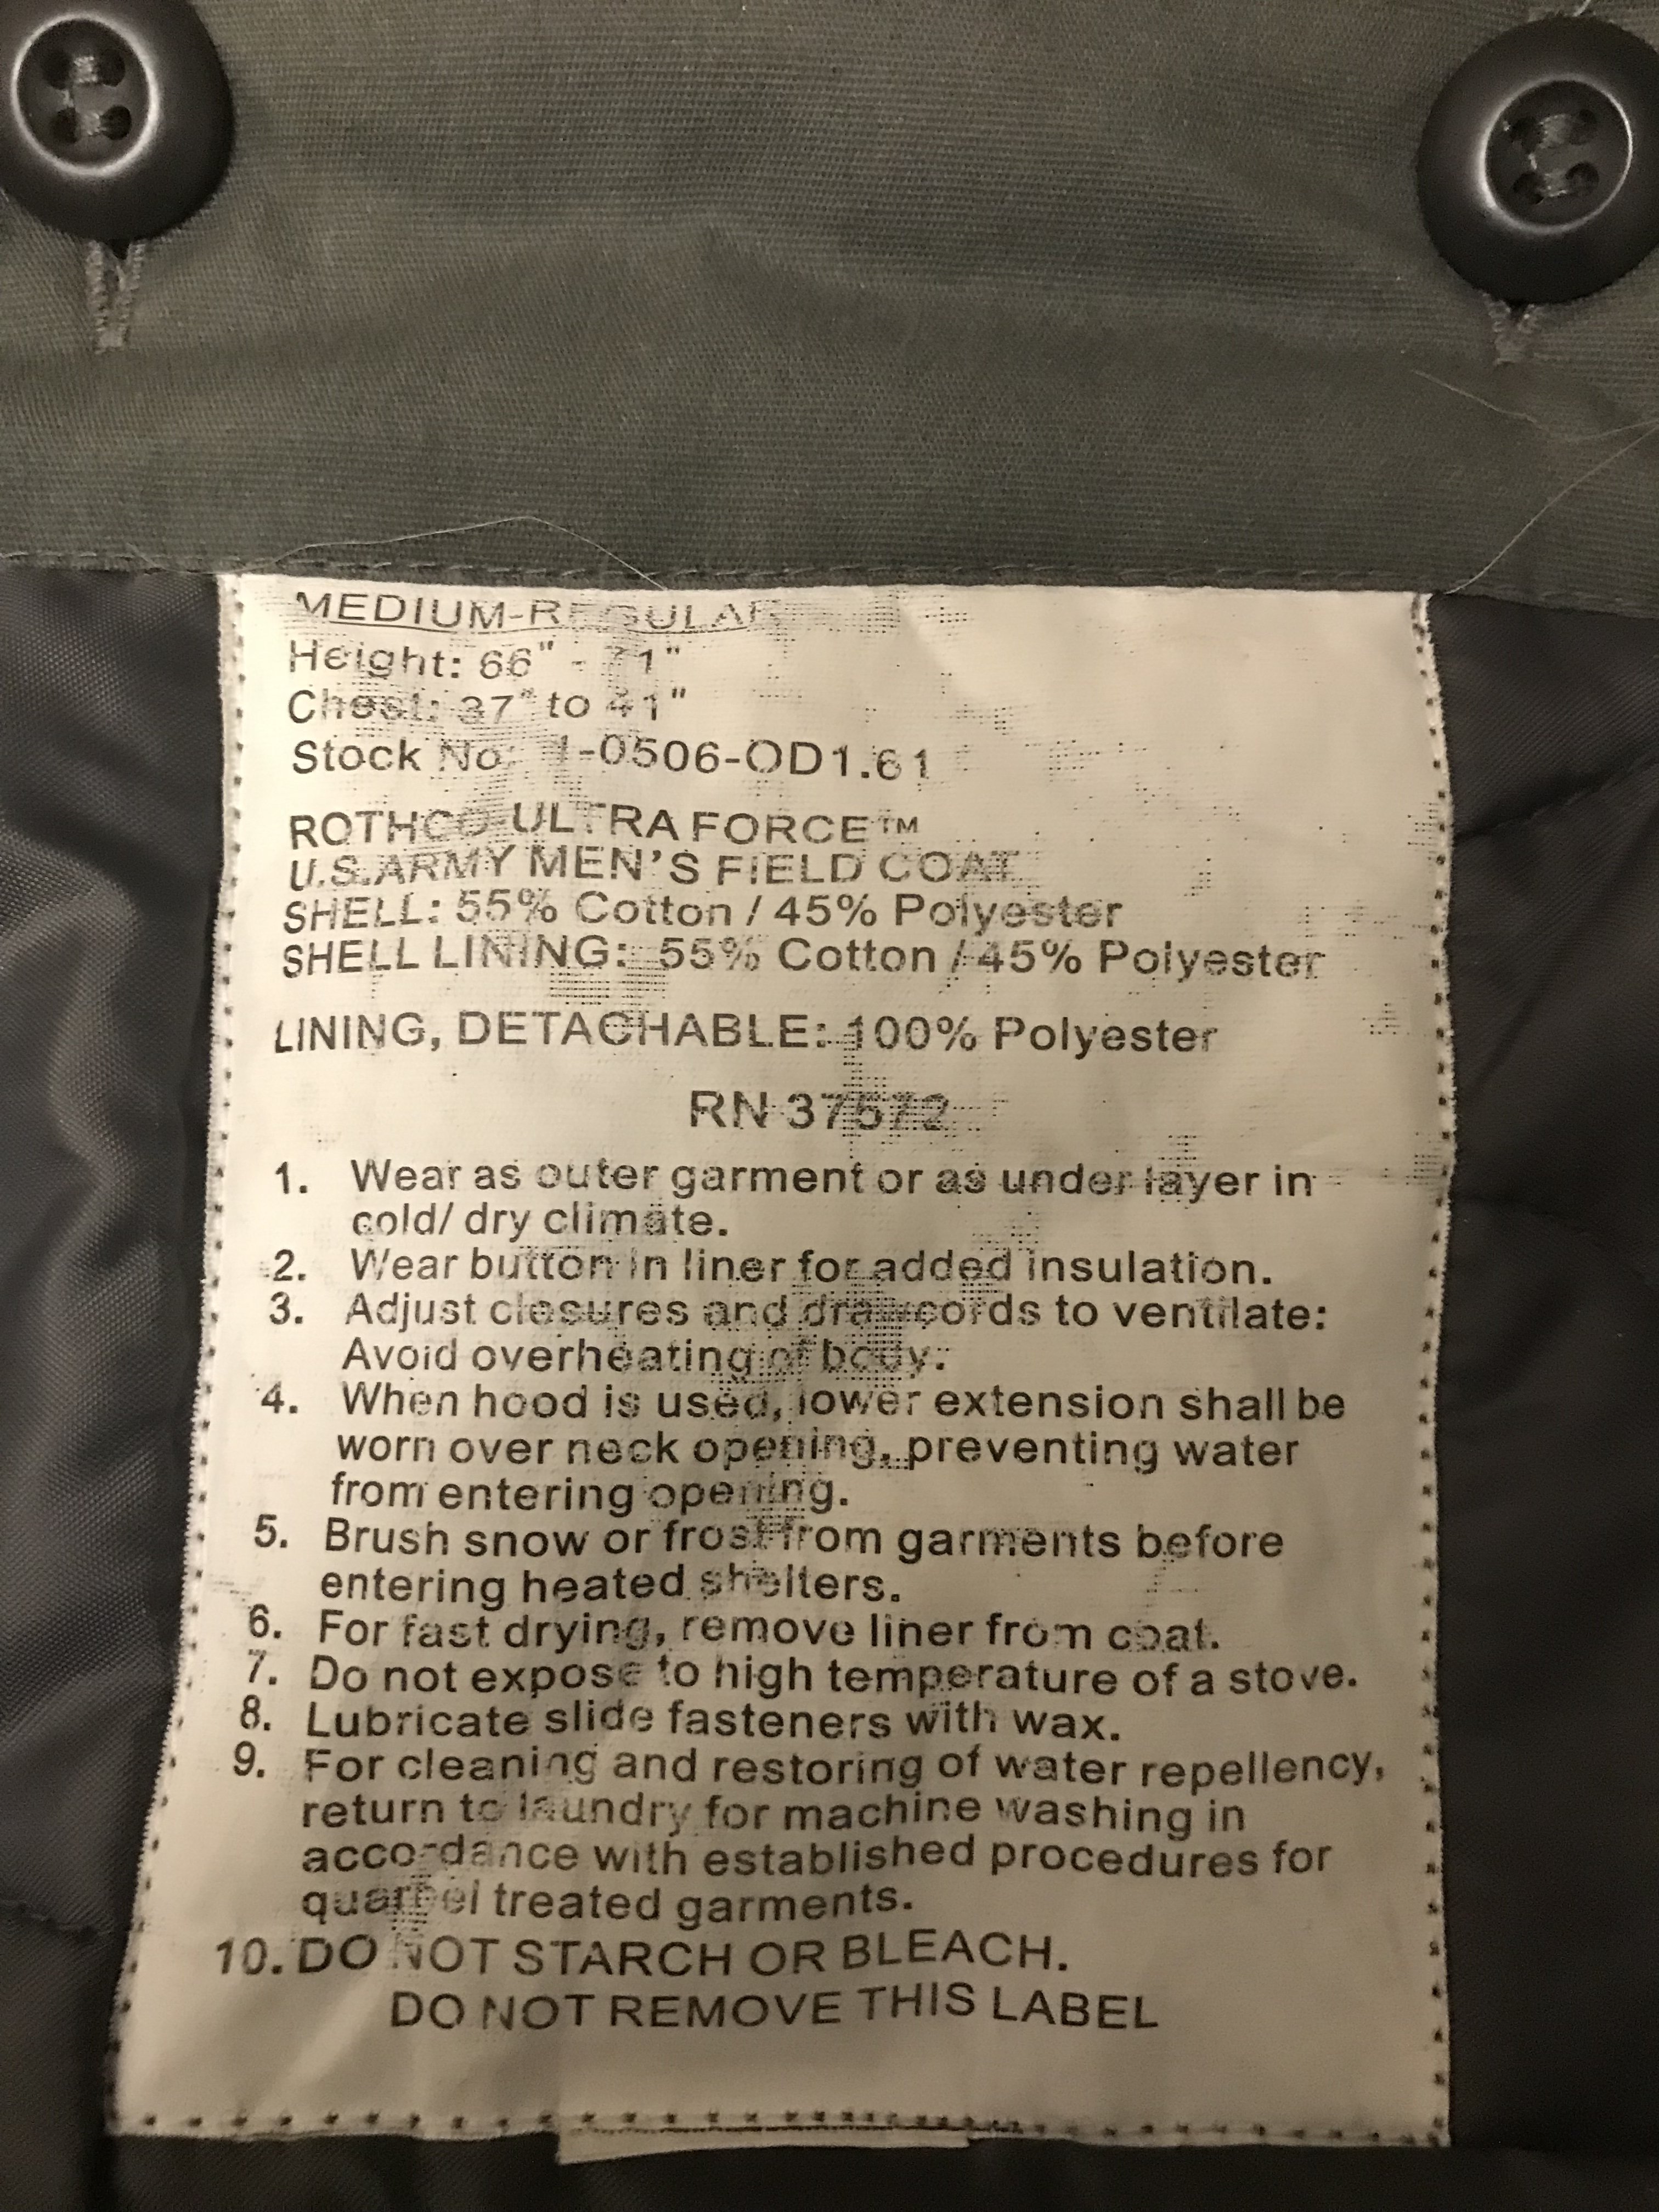 MEDIUM-REGULAR
Height: 66" - 71"
Chest: 37" to 41"
Stock No: 1-0506-OD1.61
ROTHCO ULTRA FORCE™
U.S.ARMY MEN'S FIELD COAT
SHELL: 55% Cotton / 45% Polyester
SHELL LINING: 55% Cotton / 45% Polyester
LINING, DETACHABLE: 100% Polyester
RN 37572
1. Wear as outer garment or as under layer in
cold/ dry climate.
2. Wear button in liner for added insulation.
3. Adjust closures and drawcords to ventilate:
Avoid overheating of body.
4. When hood is used, lower extension shall be
worn over neck opening, preventing water
from entering opening.
5. Brush snow or frost from garments before
entering heated shelters.
6. For fast drying, remove liner from coat.
7. Do not expose to high temperature of a stove.
8. Lubricate slide fasteners with wax.
9. For cleaning and restoring of water repellency,
return to laundry for machine washing in
accordance with established procedures for
quarpel treated garments.
10. DO NOT STARCH OR BLEACH.
DO NOT REMOVE THIS LABEL